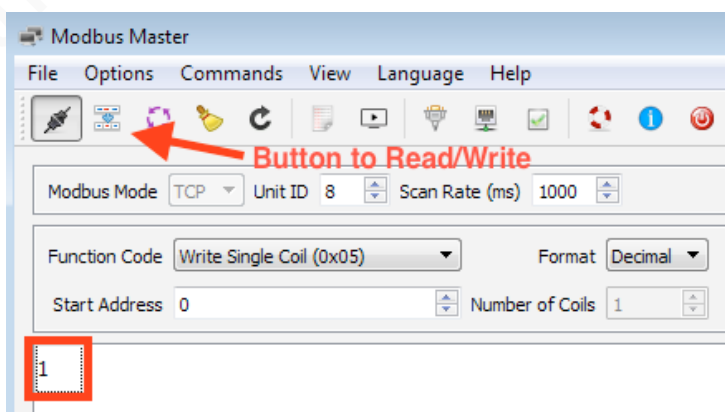 Modbus Master
File Options Commands View Language Help
Button to Read/Write
Modbus Mode TCP Unit ID 8 Scan Rate (ms) 1000
Function Code Write Single Coil (0x05) Format Decimal
Start Address 0 Number of Coils 1
1